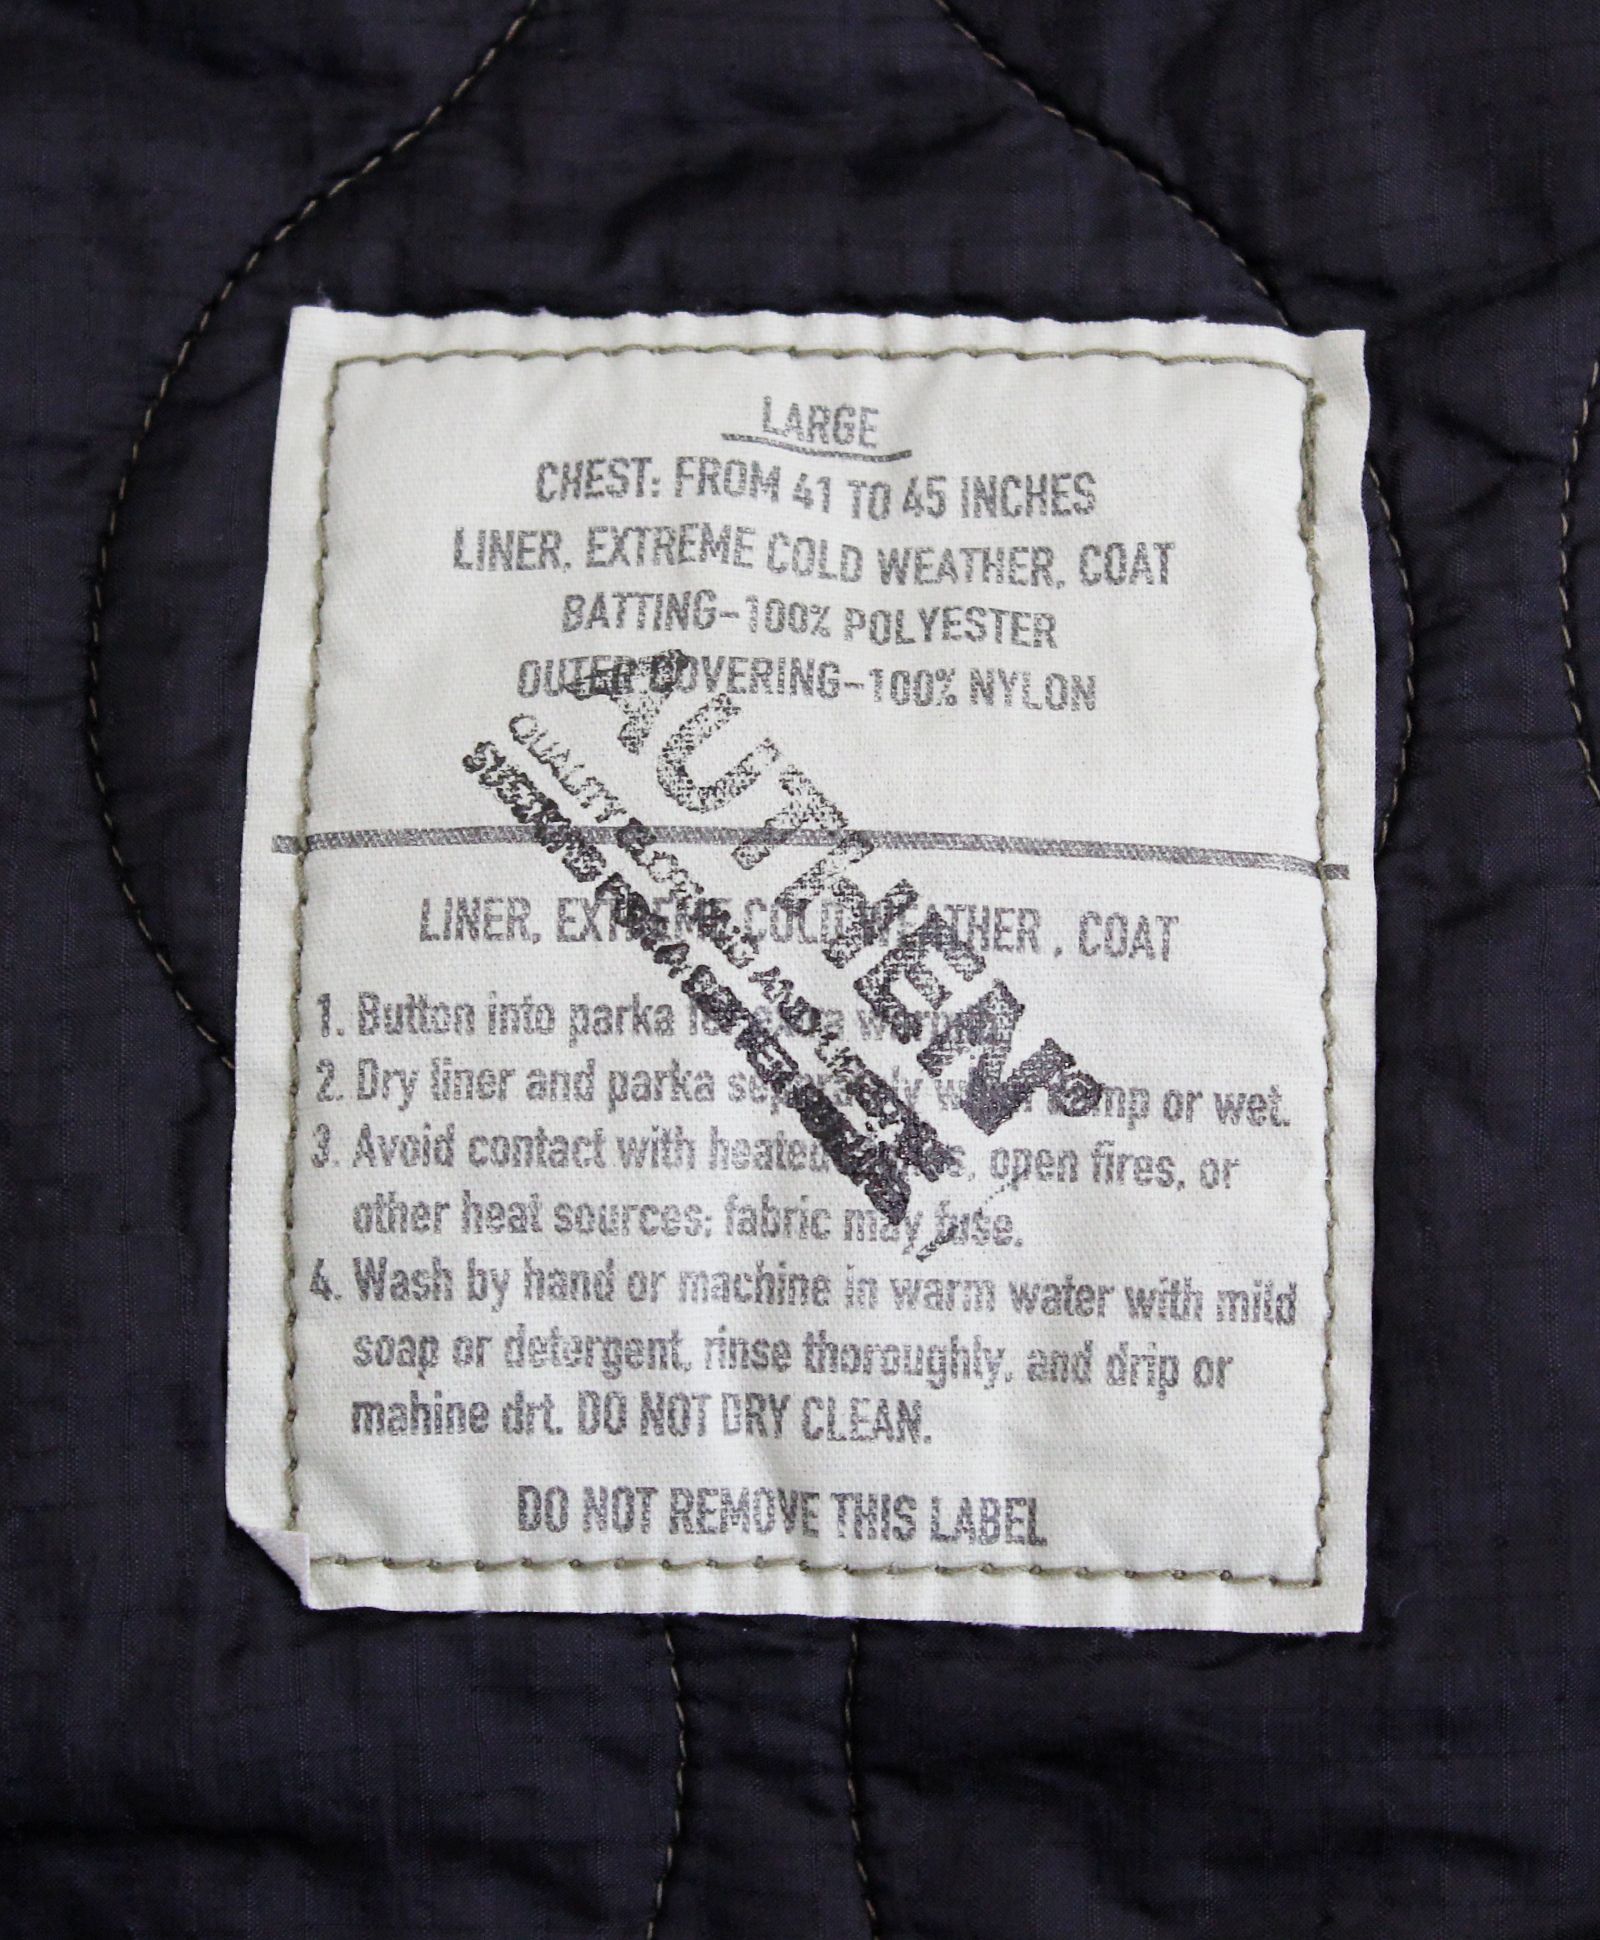 LARGE
CHEST: FROM 41 TO 45 INCHES
LINER, EXTREME COLD WEATHER, COAT
BATTING-100% POLYESTER
OUTER COVERING-100% NYLON
QUALITY CLOTHING AND
LINER, EXTREME COLD WEATHER , COAT
1. Button into parka for extra warmth.
2. Dry liner and parka separately when damp or wet.
3. Avoid contact with heated, open fires, or
other heat sources; fabric may fuse.
4. Wash by hand or machine in warm water with mild
soap or detergent, rinse thoroughly, and drip or
mahine drt. DO NOT DRY CLEAN.
DO NOT REMOVE THIS LABEL